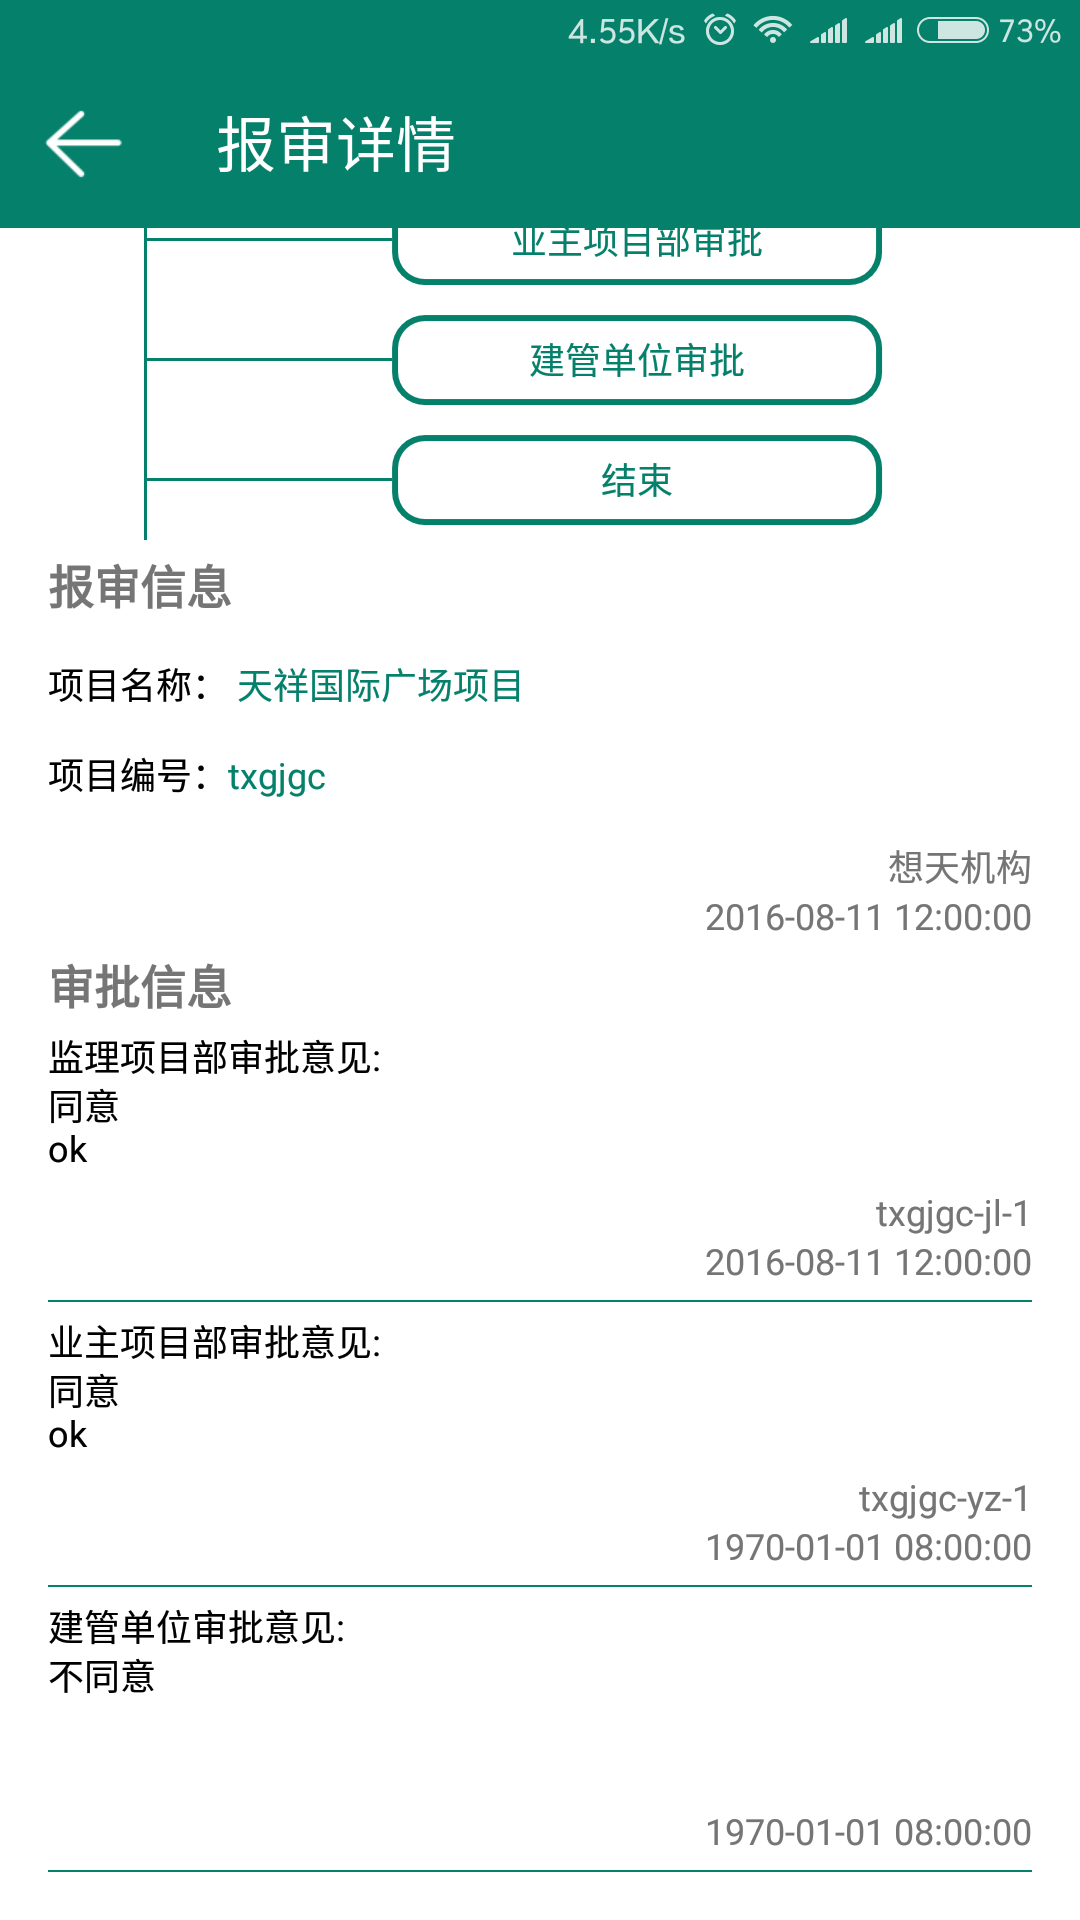 4.55K/s 73%
报审详情
业主项目部审批
建管单位审批
结束
报审信息
项目名称： 天祥国际广场项目
项目编号：txgjgc
想天机构
2016-08-11 12:00:00
审批信息
监理项目部审批意见:
同意
ok
txgjgc-jl-1
2016-08-11 12:00:00
业主项目部审批意见:
同意
ok
txgjgc-yz-1
1970-01-01 08:00:00
建管单位审批意见:
不同意
1970-01-01 08:00:00